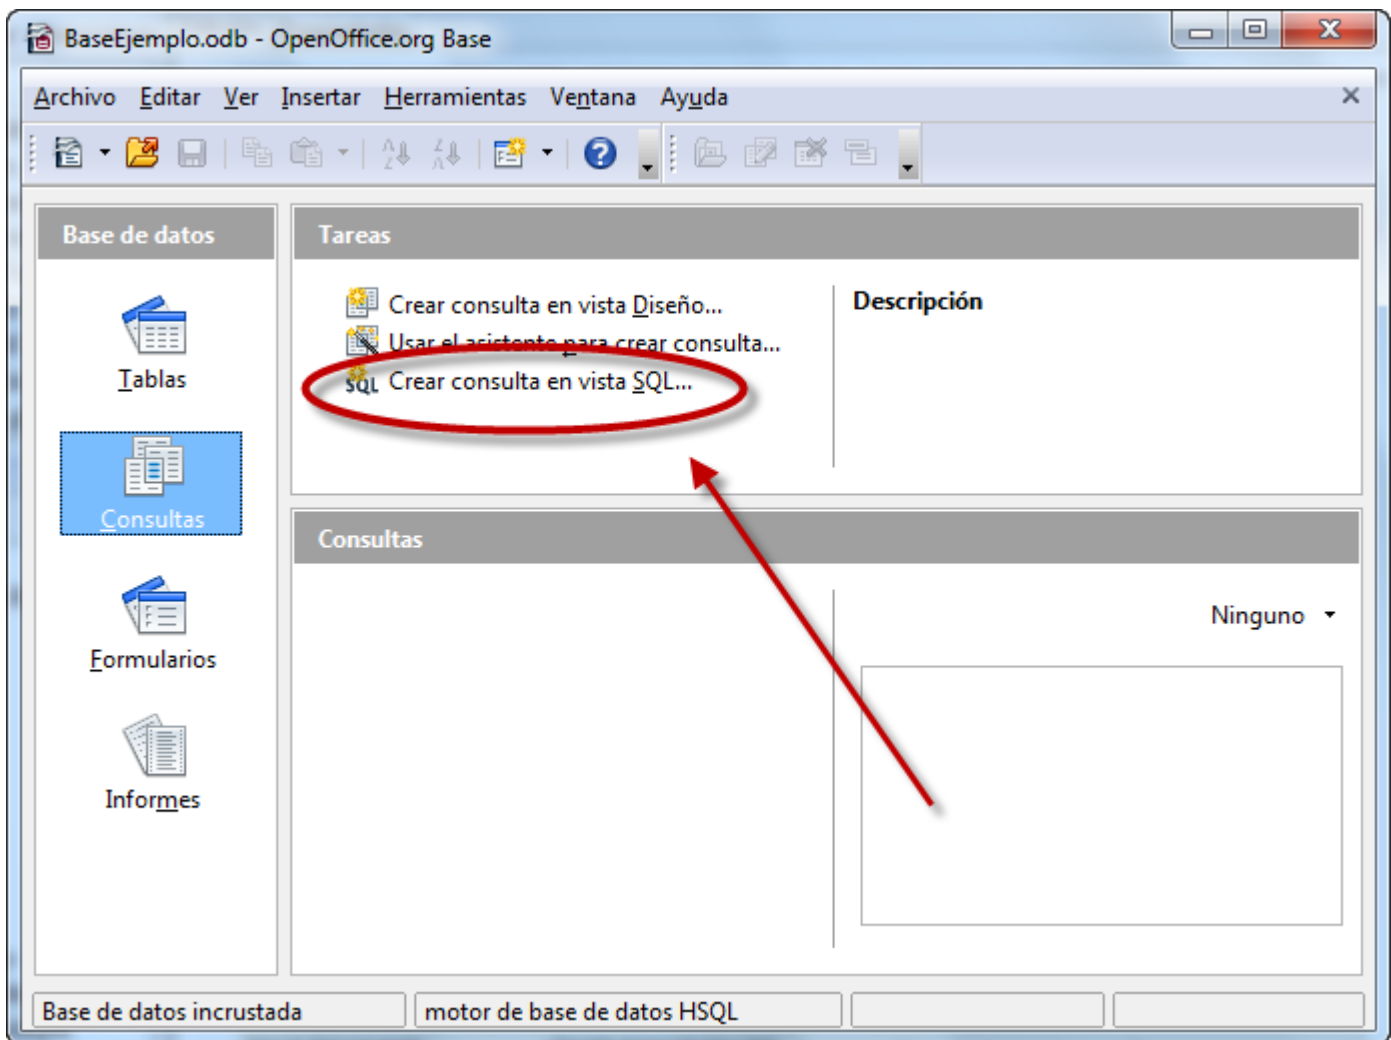 BaseEjemplo.odb - OpenOffice.org Base
Archivo Editar Ver Insertar Herramientas Ventana Ayuda
Base de datos
Tablas
Consultas
Formularios
Informes
Tareas
Crear consulta en vista Diseño...
Usar el asistente para crear consulta...
SQL Crear consulta en vista SQL...
Descripción
Consultas
Ninguno
Base de datos incrustada
motor de base de datos HSQL